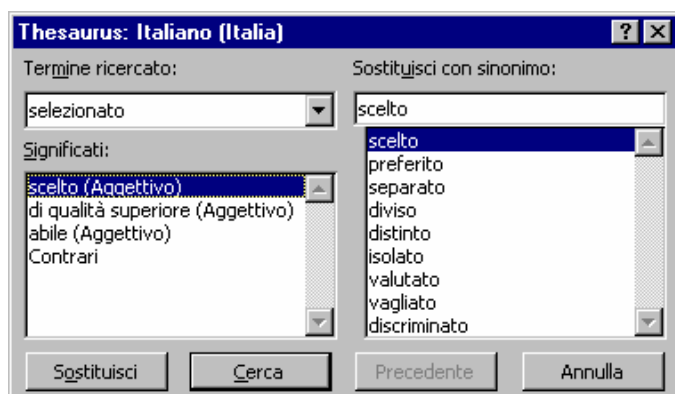 Thesaurus: Italiano (Italia)
Termine ricercato:
selezionato
Significati:
scelto (Aggettivo)
di qualità superiore (Aggettivo)
abile (Aggettivo)
Contrari
Sostituisci con sinonimo:
scelto
scelto
preferito
separato
diviso
distinto
isolato
valutato
vagliato
discriminato
Sostituisci
Cerca
Precedente
Annulla